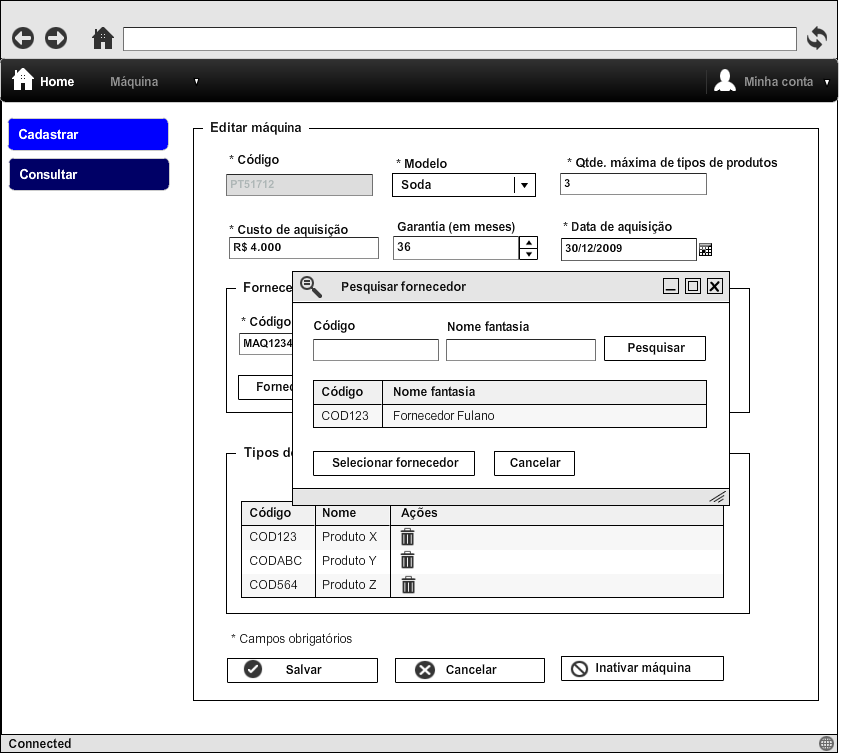 Home Máquina Minha conta
Cadastrar
Consultar
Editar máquina
* Código * Modelo * Qtde. máxima de tipos de produtos
PT51712 Soda 3
* Custo de aquisição Garantia (em meses) * Data de aquisição
R$ 4.000 36 30/12/2009
Fornece
* Código
MAQ1234
Forned
Pesquisar fornecedor
Código Nome fantasia
Pesquisar
Código Nome fantasia
COD123 Fornecedor Fulano
Selecionar fornecedor Cancelar
Tipos de
Código Nome Ações
COD123 Produto X
CODABC Produto Y
COD564 Produto Z
* Campos obrigatórios
Salvar Cancelar Inativar máquina
Connected